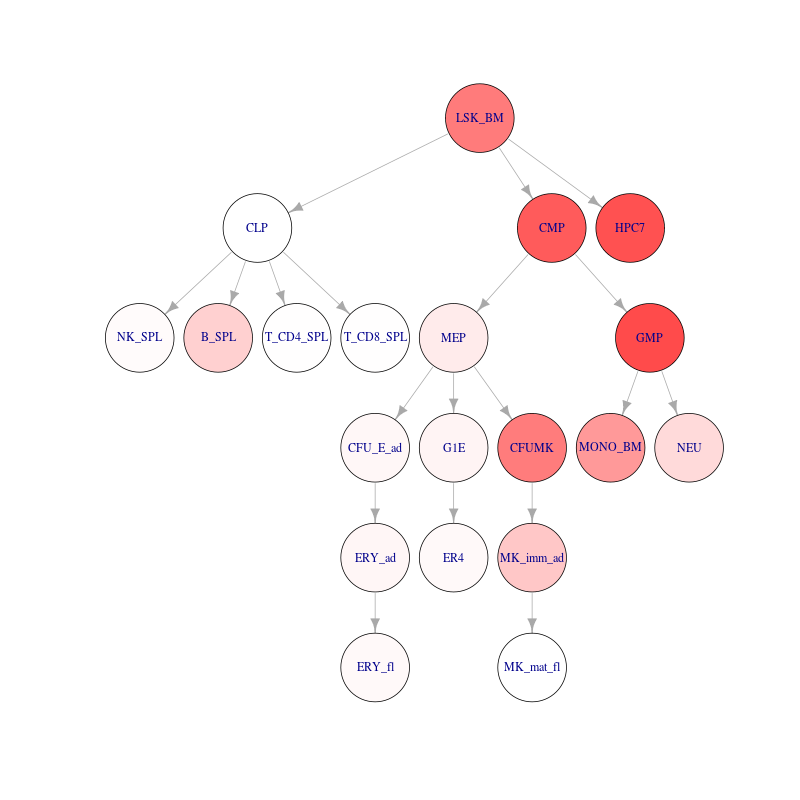 LSK_BM
CLP
CMP
HPC7
NK_SPL
B_SPL
T_CD4_SPL
T_CD8_SPL
MEP
GMP
CFU_E_ad
G1E
CFUMK
MONO_BM
NEU
ERY_ad
ER4
MK_imm_ad
ERY_fl
MK_mat_fl